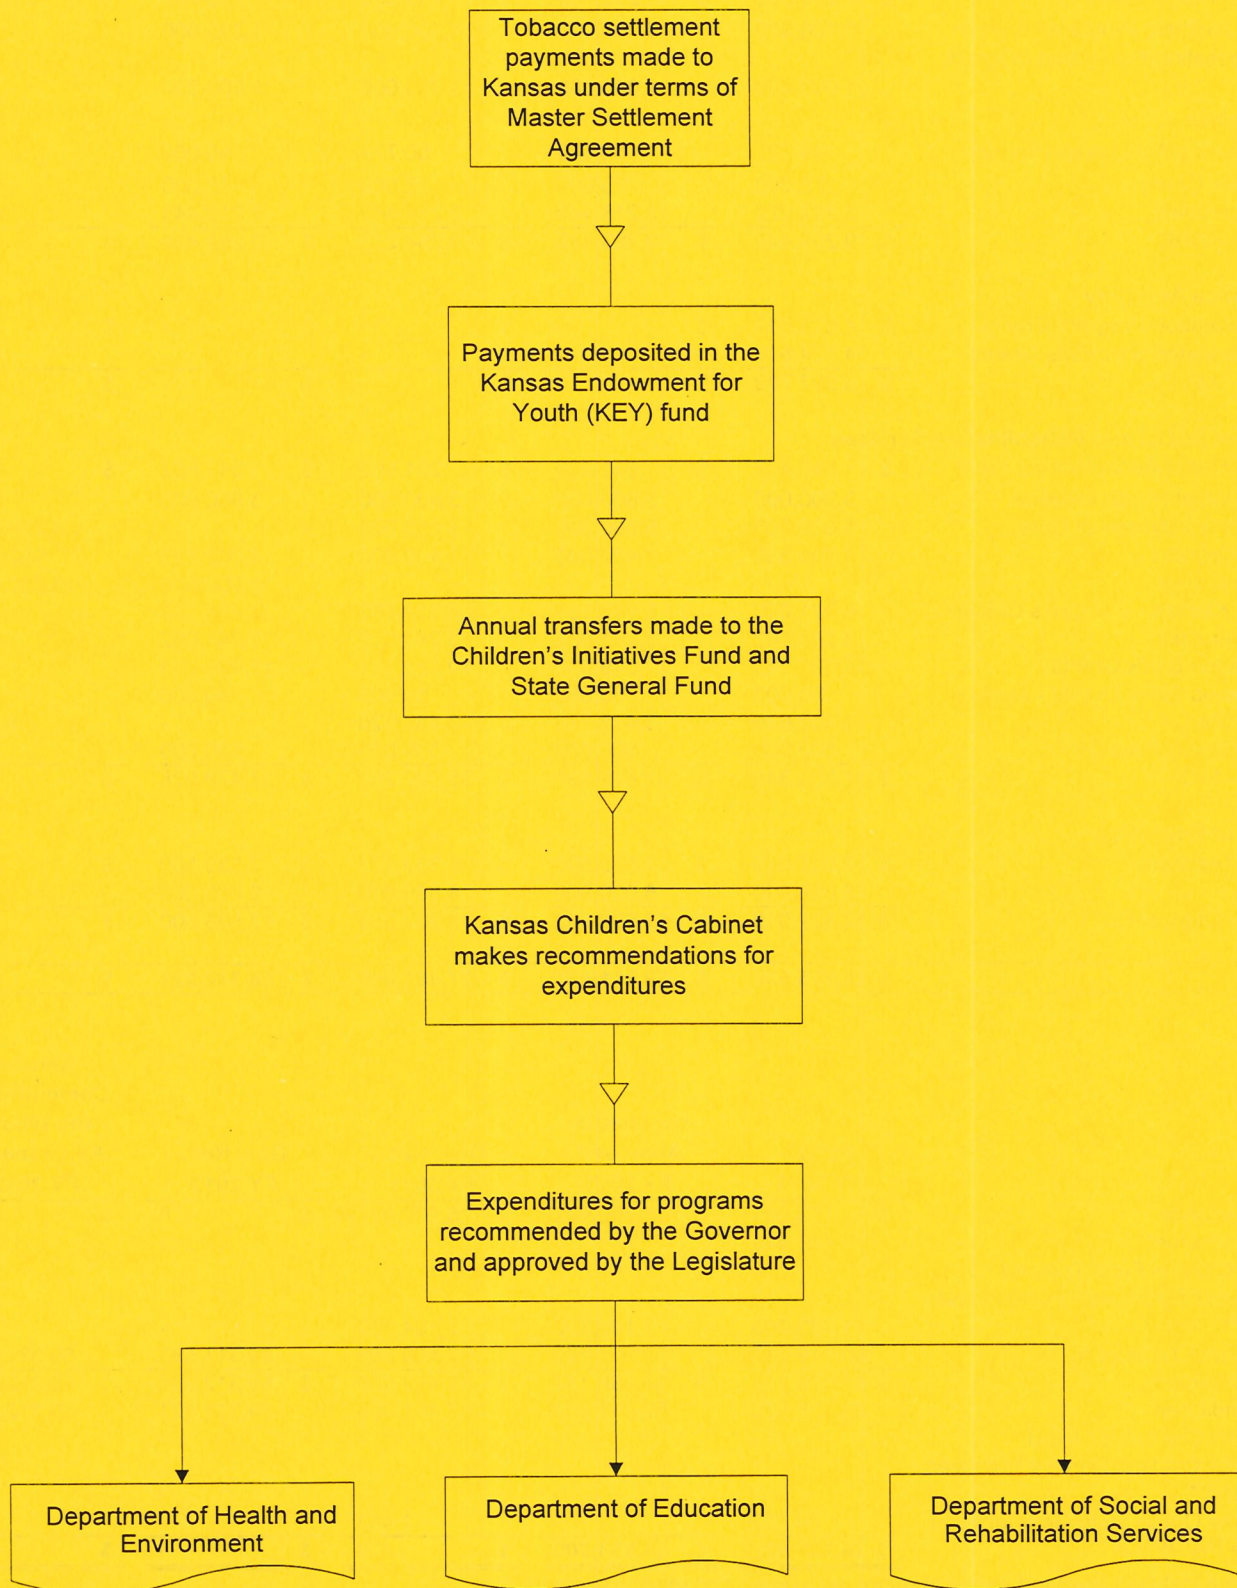 Tobacco settlement
payments made to
Kansas under terms of
Master Settlement
Agreement
Payments deposited in the
Kansas Endowment for
Youth (KEY) fund
Annual transfers made to the
Children's Initiatives Fund and
State General Fund
Kansas Children's Cabinet
makes recommendations for
expenditures
Expenditures for programs
recommended by the Governor
and approved by the Legislature
Department of Health and
Environment
Department of Education
Department of Social and
Rehabilitation Services